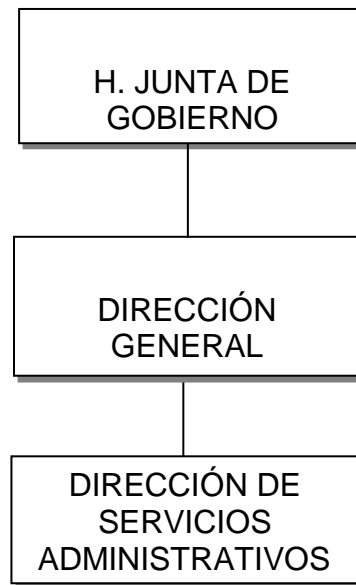 H. JUNTA DE
GOBIERNO
DIRECCIÓN
GENERAL
DIRECCIÓN DE
SERVICIOS
ADMINISTRATIVOS